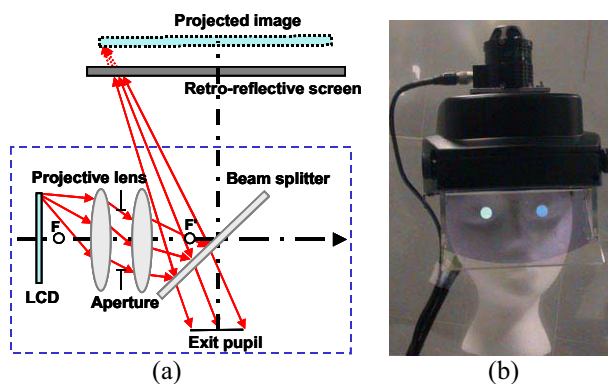 Projected image
Retro-reflective screen
Projective lens
Beam splitter
F
F'
LCD
Aperture
Exit pupil
(a)
(b)